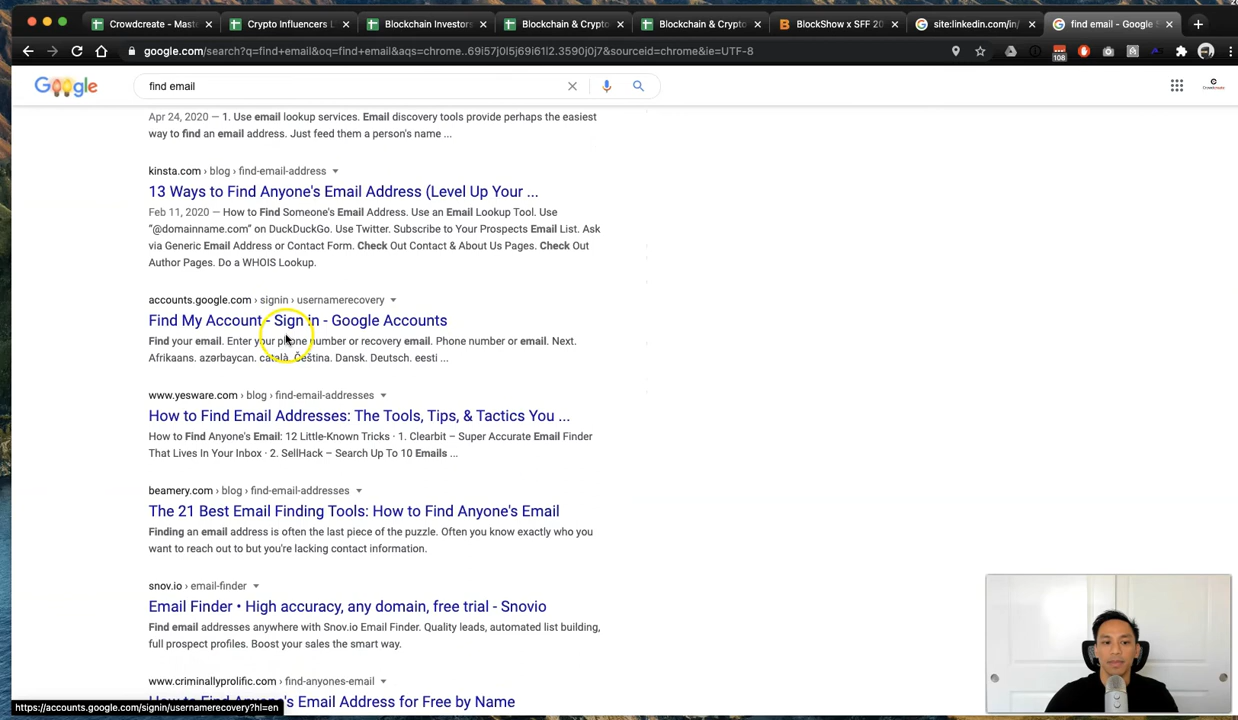 Crowdcreate - Mast
Crypto Influencers L
Blockchain Investors
Blockchain & Crypto
Blockchain & Crypto
BlockShow x SFF 20
site:linkedin.com/in/
find email - Google S
google.com/search?q=find+email&oq=find+email&aqs=chrome..69i57j0l5j69i61l2.3590j0j7&sourceid=chrome&ie=UTF-8
108
Google
find email
Apr 24, 2020 — 1. Use email lookup services. Email discovery tools provide perhaps the easiest
way to find an email address. Just feed them a person's name ...
kinsta.com › blog › find-email-address
13 Ways to Find Anyone's Email Address (Level Up Your ...
Feb 11, 2020 — How to Find Someone's Email Address. Use an Email Lookup Tool. Use
"@domainname.com" on DuckDuckGo. Use Twitter. Subscribe to Your Prospects Email List. Ask
via Generic Email Address or Contact Form. Check Out Contact & About Us Pages. Check Out
Author Pages. Do a WHOIS Lookup.
accounts.google.com › signin › usernamerecovery
Find My Account - Sign in - Google Accounts
Find your email. Enter your phone number or recovery email. Phone number or email. Next.
Afrikaans. azərbaycan. català. Čeština. Dansk. Deutsch. eesti ...
www.yesware.com › blog › find-email-addresses
How to Find Email Addresses: The Tools, Tips, & Tactics You ...
How to Find Anyone's Email: 12 Little-Known Tricks · 1. Clearbit – Super Accurate Email Finder
That Lives In Your Inbox · 2. SellHack – Search Up To 10 Emails ...
beamery.com › blog › find-email-addresses
The 21 Best Email Finding Tools: How to Find Anyone's Email
Finding an email address is often the last piece of the puzzle. Often you know exactly who you
want to reach out to but you're lacking contact information.
snov.io › email-finder
Email Finder • High accuracy, any domain, free trial - Snovio
Find email addresses anywhere with Snov.io Email Finder. Quality leads, automated list building,
full prospect profiles. Boost your sales the smart way.
www.criminallyprolific.com › find-anyones-email
How to Find Anyone's Email Address for Free by Name
https://accounts.google.com/signin/usernamerecovery?hl=en